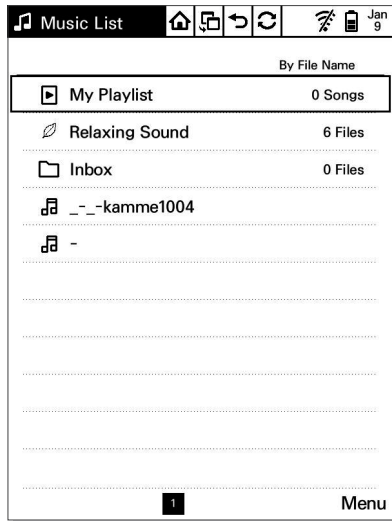 Music List Jan 9
By File Name
My Playlist 0 Songs
Relaxing Sound 6 Files
Inbox 0 Files
_-_-kamme1004
-
1 Menu